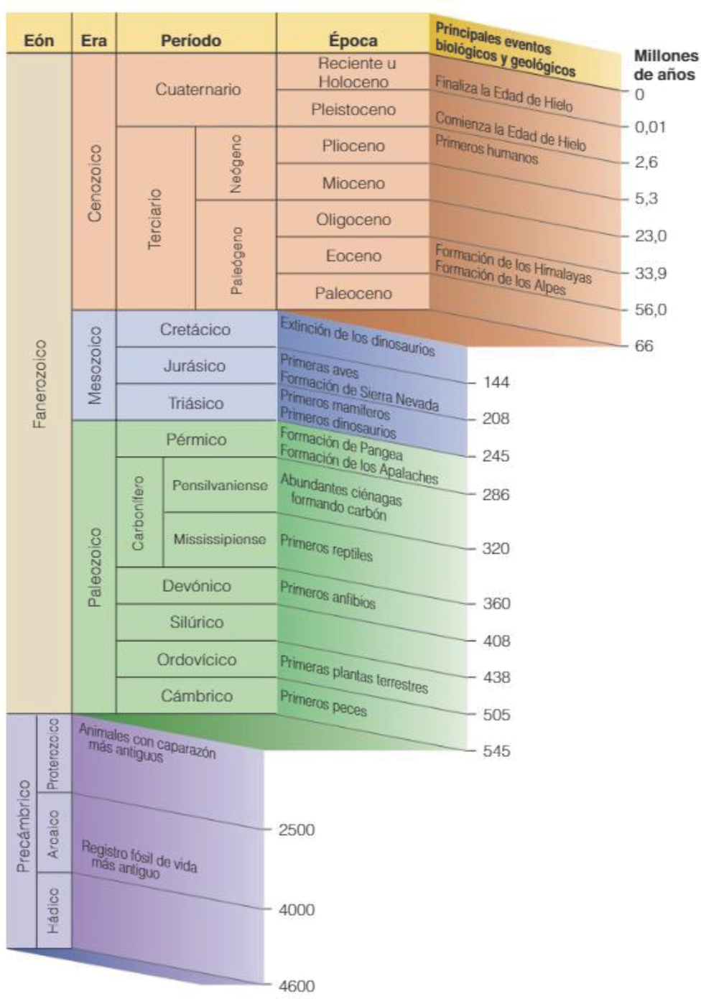 Eón
Era
Período
Época
Principales eventos
biológicos y geológicos
Millones
de años
Fanerozoico
Cenozoico
Cuaternario
Reciente u
Holoceno
Finaliza la Edad de Hielo
0
Pleistoceno
Comienza la Edad de Hielo
0,01
Terciario
Neógeno
Plioceno
Primeros humanos
2,6
Mioceno
5,3
Paleógeno
Oligoceno
23,0
Eoceno
Formación de los Himalayas
Formación de los Alpes
33,9
Paleoceno
56,0
66
Mesozoico
Cretácico
Extinción de los dinosaurios
Jurásico
Primeras aves
Formación de Sierra Nevada
144
Triásico
Primeros mamíferos
Primeros dinosaurios
208
245
Paleozoico
Pérmico
Formación de Pangea
Formación de los Apalaches
286
Carbonífero
Pensilvaniense
Abundantes ciénagas
formando carbón
320
Mississipiense
Primeros reptiles
360
Devónico
Primeros anfibios
408
Silúrico
438
Ordovícico
Primeras plantas terrestres
505
Cámbrico
Primeros peces
545
Precámbrico
Proterozoico
Animales con caparazón
más antiguos
2500
Arcaico
Registro fósil de vida
más antiguo
4000
Hádico
4600